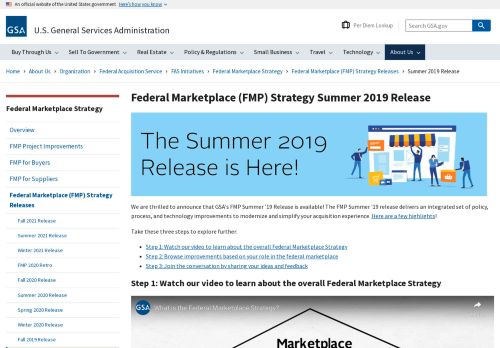 An official website of the United States government Here's how you know
GSA
U.S. General Services Administration
Per Diem Lookup
Search GSA.gov
Buy Through Us
Sell To Government
Real Estate
Policy & Regulations
Small Business
Travel
Technology
About Us
Home › About Us › Organization › Federal Acquisition Service › FAS Initiatives › Federal Marketplace Strategy › Federal Marketplace (FMP) Strategy Releases › Summer 2019 Release
Federal Marketplace Strategy
Overview
FMP Project Improvements
FMP for Buyers
FMP for Suppliers
Federal Marketplace (FMP) Strategy
Releases
Fall 2021 Release
Summer 2021 Release
Winter 2021 Release
FMP 2020 Retro
Fall 2020 Release
Summer 2020 Release
Spring 2020 Release
Winter 2020 Release
Fall 2019 Release
Federal Marketplace (FMP) Strategy Summer 2019 Release
The Summer 2019
Release is Here!
We are thrilled to announce that GSA's FMP Summer '19 Release is available! The FMP Summer '19 release delivers an integrated set of policy,
process, and technology improvements to modernize and simplify your acquisition experience. Here are a few highlights!
Take these three steps to explore further:
Step 1: Watch our video to learn about the overall Federal Marketplace Strategy
Step 2: Browse improvements based on your role in the federal marketplace
Step 3: Join the conversation by sharing your ideas and feedback
Step 1: Watch our video to learn about the overall Federal Marketplace Strategy
GSA
What is the Federal Marketplace Strategy?
Marketplace